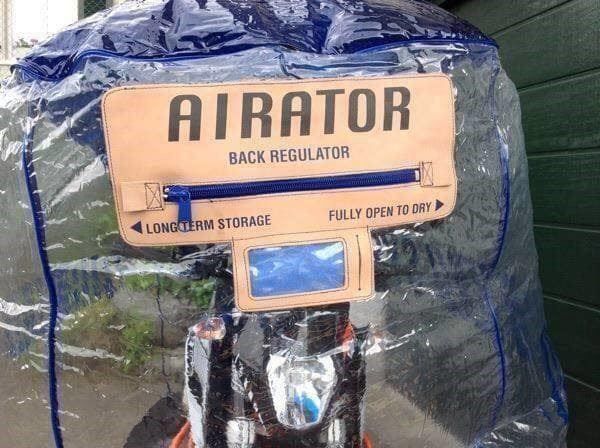 AIRATOR
BACK REGULATOR
◀ LONG TERM STORAGE
FULLY OPEN TO DRY ▶